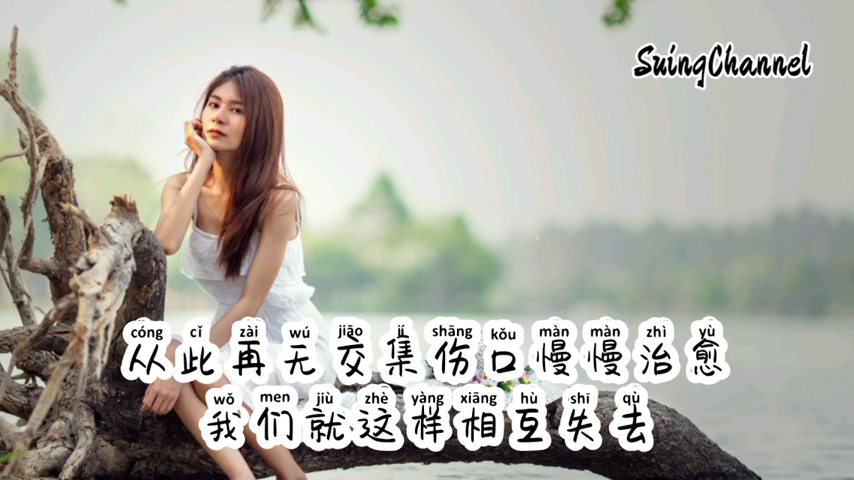 SuingChannel
cóng cǐ zài wú jiāo jí shāng kǒu màn màn zhì yù
从此再无交集伤口慢慢治愈
wǒ men jiù zhè yàng xiāng hù shī qù
我们就这样相互失去